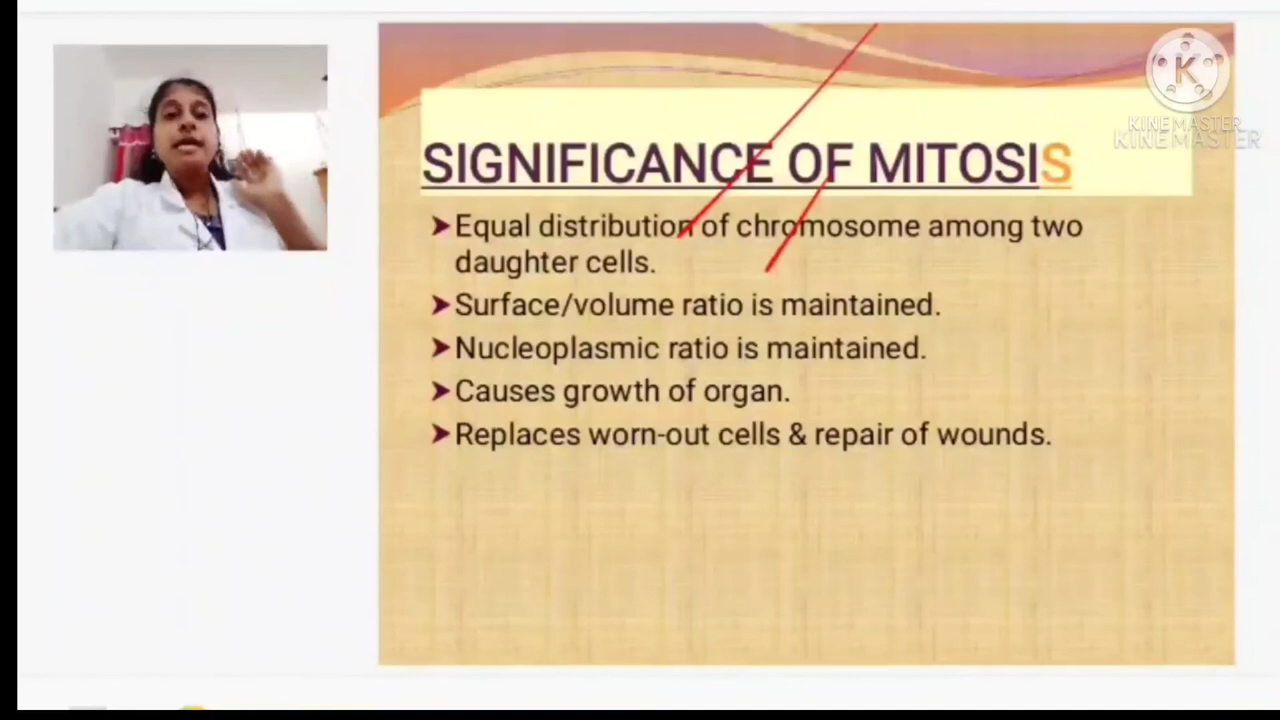 K
KINEMASTER
KINEMASTER
SIGNIFICANCE OF MITOSIS
➤Equal distribution of chromosome among two
daughter cells.
➤Surface/volume ratio is maintained.
➤Nucleoplasmic ratio is maintained.
➤Causes growth of organ.
➤Replaces worn-out cells & repair of wounds.